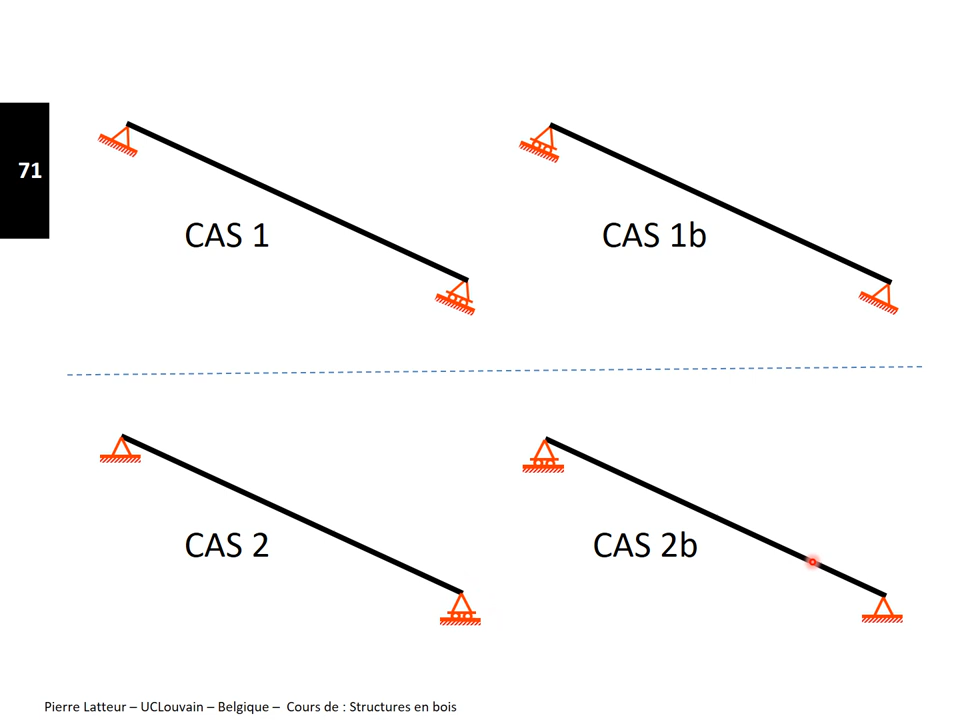 71
CAS 1
CAS 1b
CAS 2
CAS 2b
Pierre Latteur – UCLouvain – Belgique – Cours de : Structures en bois